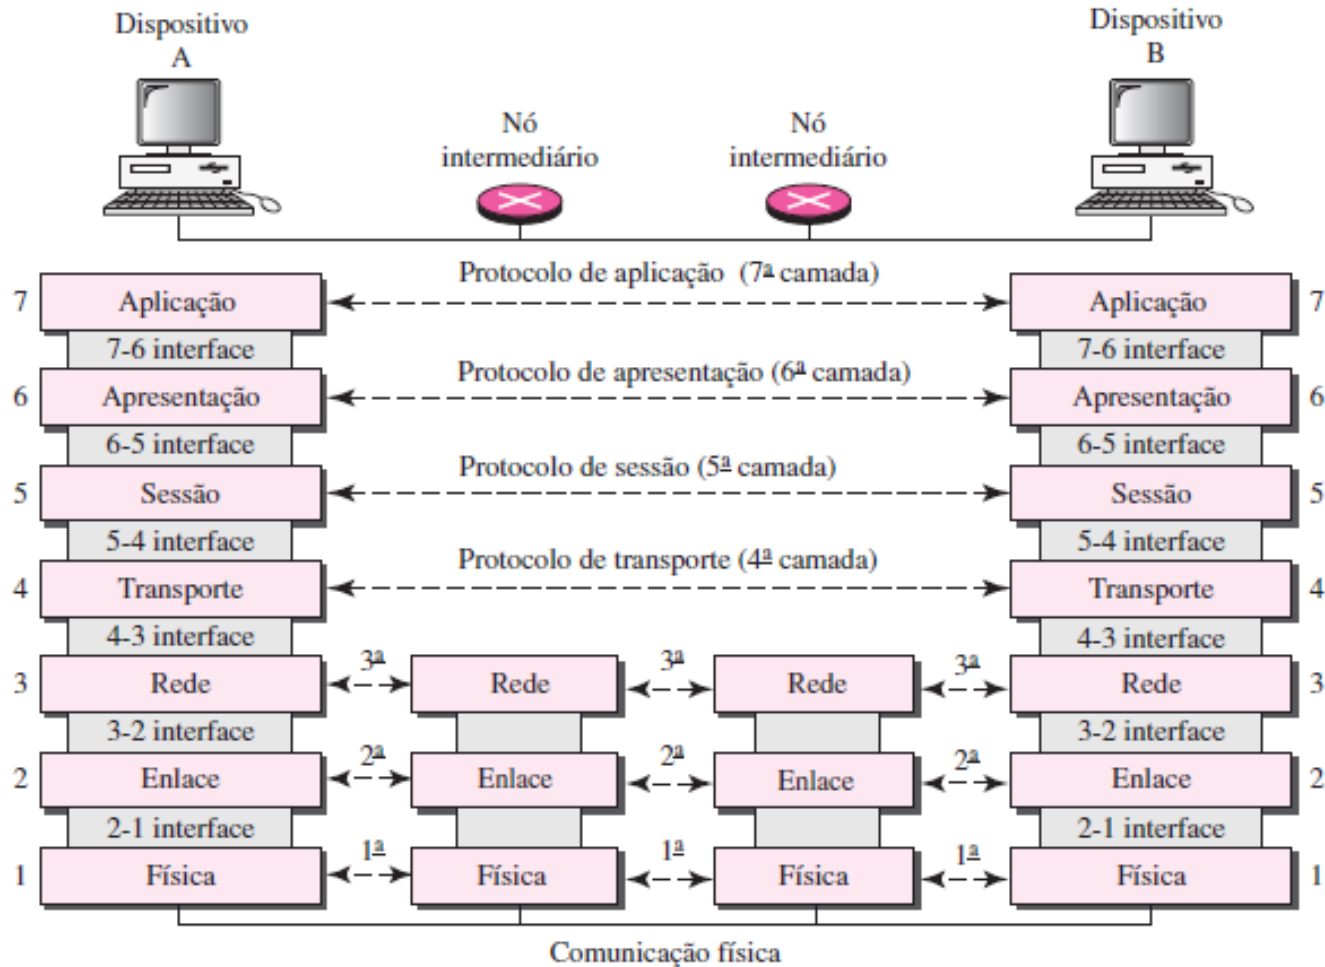 Dispositivo
A
Dispositivo
B
Nó
intermediário
Nó
intermediário
Protocolo de aplicação (7ª camada)
7 Aplicação
Aplicação 7
7-6 interface
7-6 interface
Protocolo de apresentação (6ª camada)
6 Apresentação
Apresentação 6
6-5 interface
6-5 interface
Protocolo de sessão (5ª camada)
5 Sessão
Sessão 5
5-4 interface
5-4 interface
Protocolo de transporte (4ª camada)
4 Transporte
Transporte 4
4-3 interface
4-3 interface
3ª 3ª 3ª
3 Rede Rede Rede Rede 3
3-2 interface
3-2 interface
2ª 2ª 2ª
2 Enlace Enlace Enlace Enlace 2
2-1 interface
2-1 interface
1ª 1ª 1ª
1 Física Física Física Física 1
Comunicação física